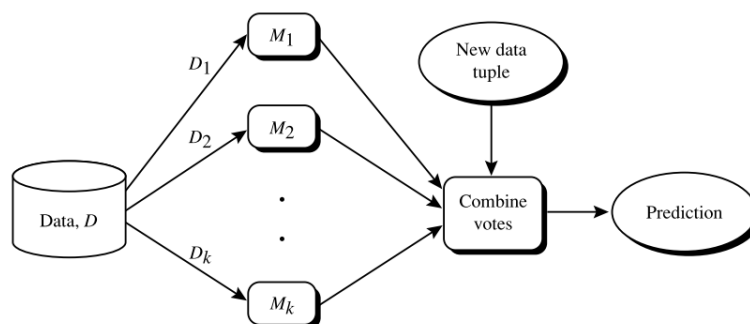 M1
D1
New data
tuple
D2
M2
Data, D
Combine
votes
Prediction
Dk
Mk